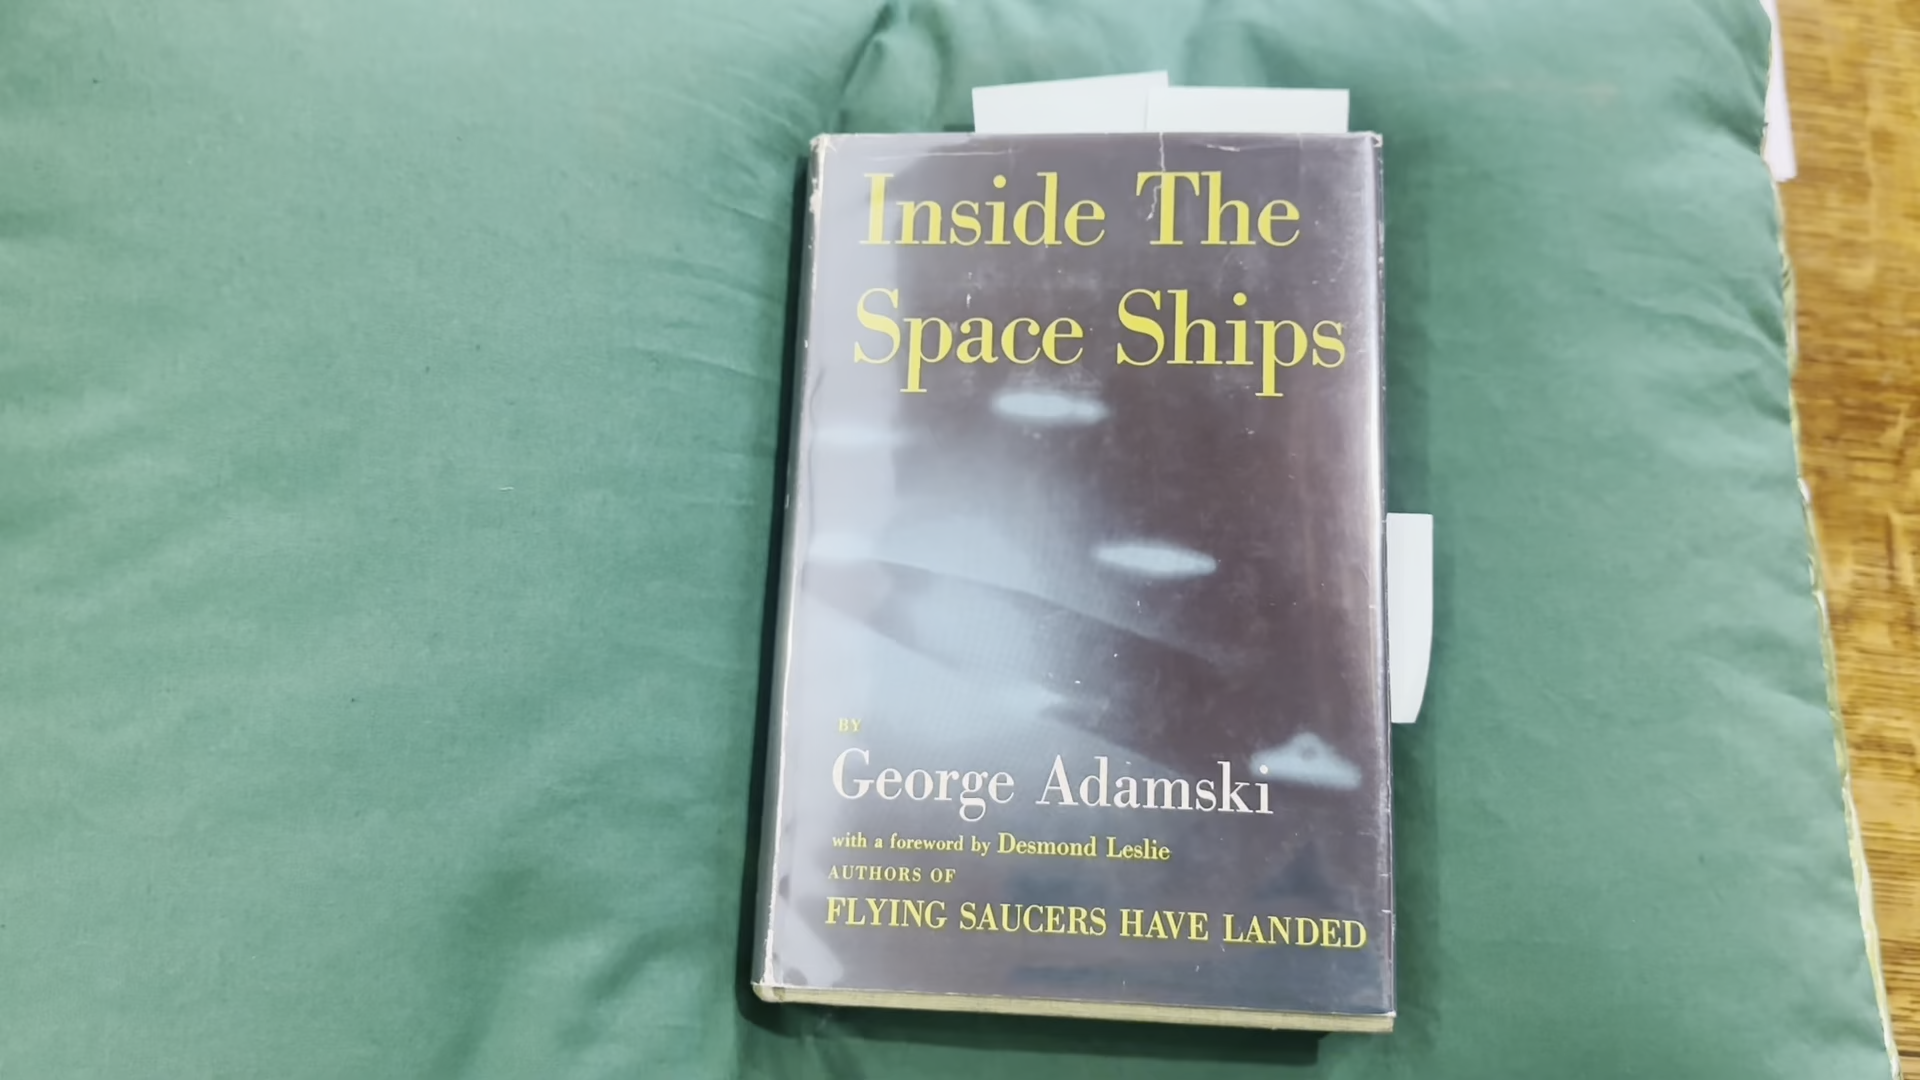 Inside The
Space Ships
BY
George Adamski
with a foreword by Desmond Leslie
AUTHORS OF
FLYING SAUCERS HAVE LANDED